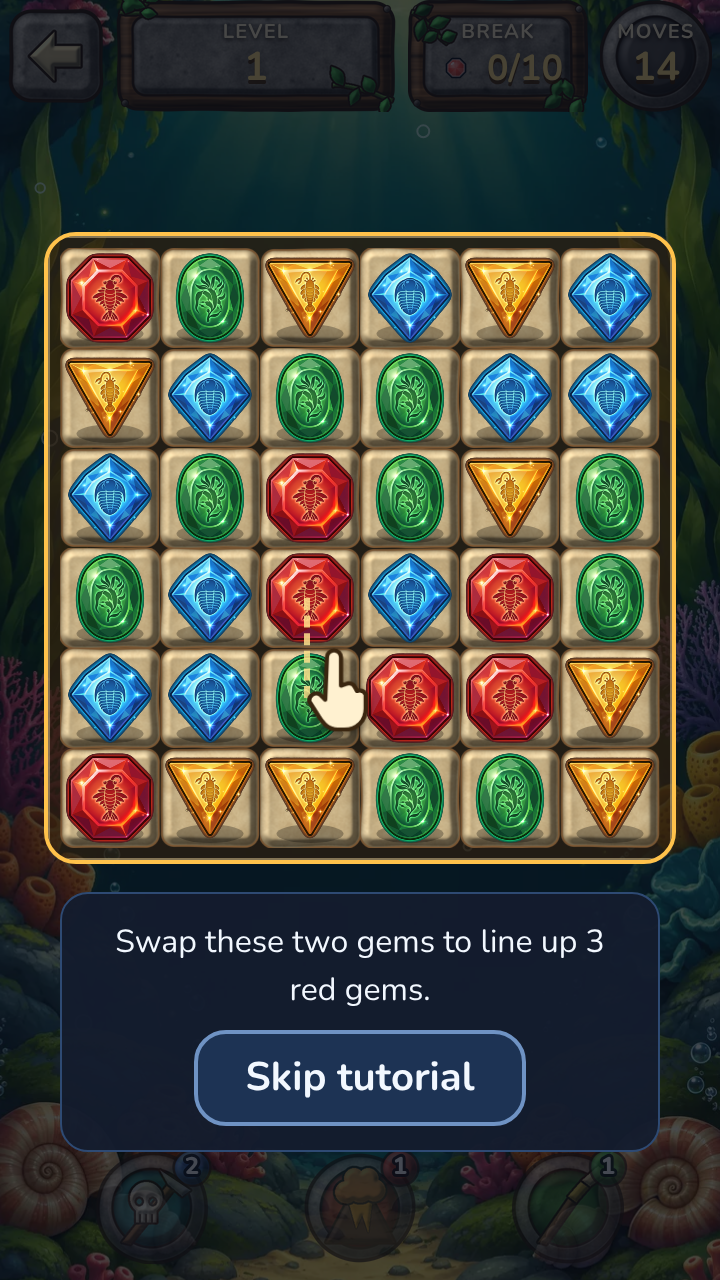 LEVEL
1
BREAK
0/10
MOVES
14
Swap these two gems to line up 3
red gems.
Skip tutorial
2
1
1